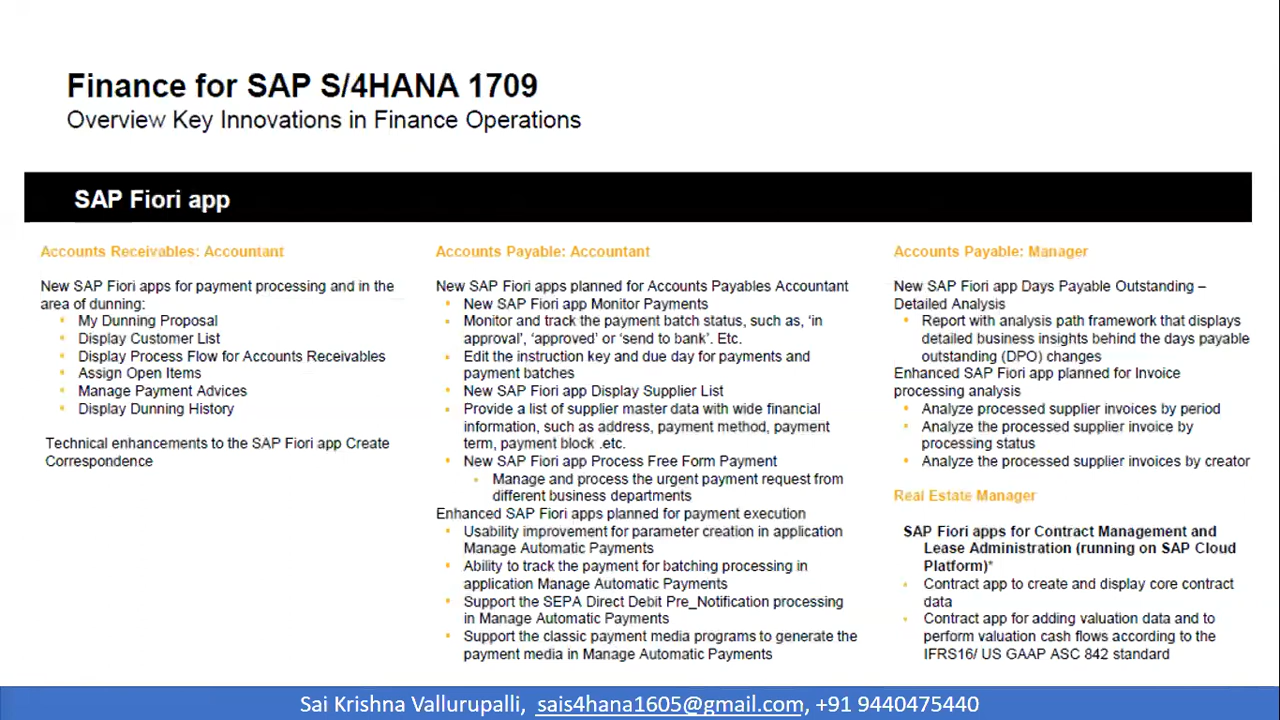 Finance for SAP S/4HANA 1709
Overview Key Innovations in Finance Operations
SAP Fiori app
Accounts Receivables: Accountant
New SAP Fiori apps for payment processing and in the
area of dunning:
• My Dunning Proposal
• Display Customer List
• Display Process Flow for Accounts Receivables
• Assign Open Items
• Manage Payment Advices
• Display Dunning History
Technical enhancements to the SAP Fiori app Create
Correspondence
Accounts Payable: Accountant
New SAP Fiori apps planned for Accounts Payables Accountant
• New SAP Fiori app Monitor Payments
• Monitor and track the payment batch status, such as, ‘in
approval’, ‘approved’ or ‘send to bank’. Etc.
• Edit the instruction key and due day for payments and
payment batches
• New SAP Fiori app Display Supplier List
• Provide a list of supplier master data with wide financial
information, such as address, payment method, payment
term, payment block .etc.
• New SAP Fiori app Process Free Form Payment
• Manage and process the urgent payment request from
different business departments
Enhanced SAP Fiori apps planned for payment execution
• Usability improvement for parameter creation in application
Manage Automatic Payments
• Ability to track the payment for batching processing in
application Manage Automatic Payments
• Support the SEPA Direct Debit Pre_Notification processing
in Manage Automatic Payments
• Support the classic payment media programs to generate the
payment media in Manage Automatic Payments
Accounts Payable: Manager
New SAP Fiori app Days Payable Outstanding –
Detailed Analysis
• Report with analysis path framework that displays
detailed business insights behind the days payable
outstanding (DPO) changes
Enhanced SAP Fiori app planned for Invoice
processing analysis
• Analyze processed supplier invoices by period
• Analyze the processed supplier invoice by
processing status
• Analyze the processed supplier invoices by creator
Real Estate Manager
SAP Fiori apps for Contract Management and
Lease Administration (running on SAP Cloud
Platform)*
• Contract app to create and display core contract
data
• Contract app for adding valuation data and to
perform valuation cash flows according to the
IFRS16/ US GAAP ASC 842 standard
Sai Krishna Vallurupalli, sais4hana1605@gmail.com, +91 9440475440